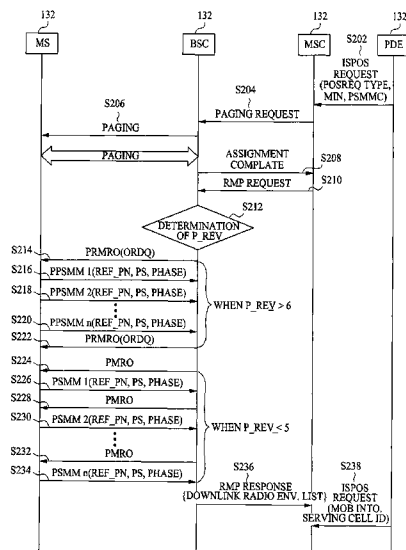 132
132
132
132
MS
BSC
MSC
PDE
S202
ISPOS
REQUEST
(POSREQ TYPE,
MIN, PSMMC)
S204
PAGING REQUEST
S206
PAGING
PAGING
ASSIGNMENT
COMPLATE
S208
RMP REQUEST
S210
S212
DETERMINATION
OF P_REV
S214
PRMRO(ORDQ)
S216
PPSMM 1(REF_PN, PS, PHASE)
S218
PPSMM 2(REF_PN, PS, PHASE)
S220
PPSMM n(REF_PN, PS, PHASE)
S222
PRMRO(ORDQ)
WHEN P_REV > 6
S224
PMRO
S226
PSMM 1(REF_PN, PS, PHASE)
S228
PMRO
S230
PSMM 2(REF_PN, PS, PHASE)
S232
PMRO
S234
PSMM n(REF_PN, PS, PHASE)
WHEN P_REV < 5
S236
RMP RESPONSE
{DOWNLINK RADIO ENV. LIST}
S238
ISPOS
REQUEST
(MOB INTO.
SERVING CELL ID)